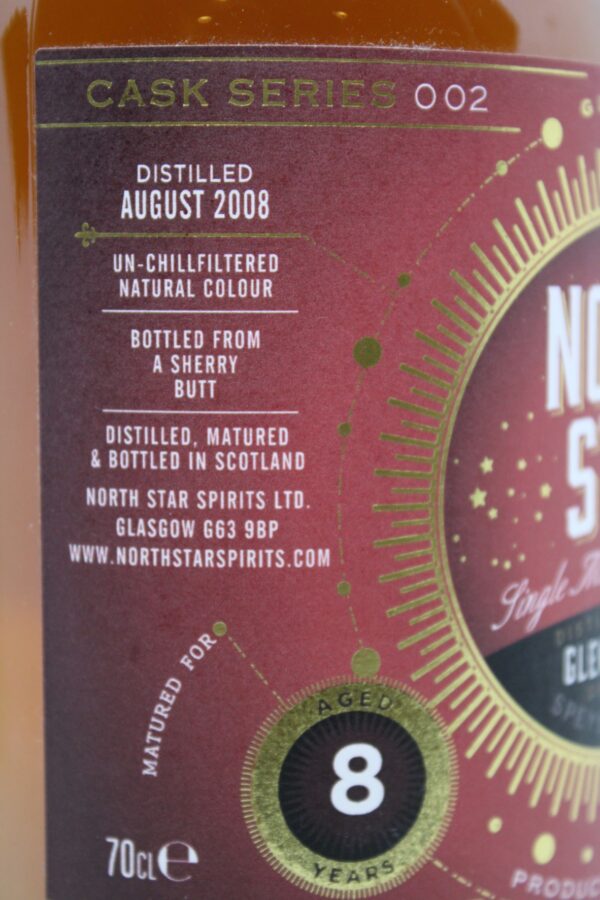 CASK SERIES 002
DISTILLED
AUGUST 2008
UN-CHILLFILTERED
NATURAL COLOUR
BOTTLED FROM
A SHERRY
BUTT
DISTILLED, MATURED
& BOTTLED IN SCOTLAND
NORTH STAR SPIRITS LTD.
GLASGOW G63 9BP
WWW.NORTHSTARSPIRITS.COM
MATURED FOR
AGED
8
YEARS
70CL e
Single